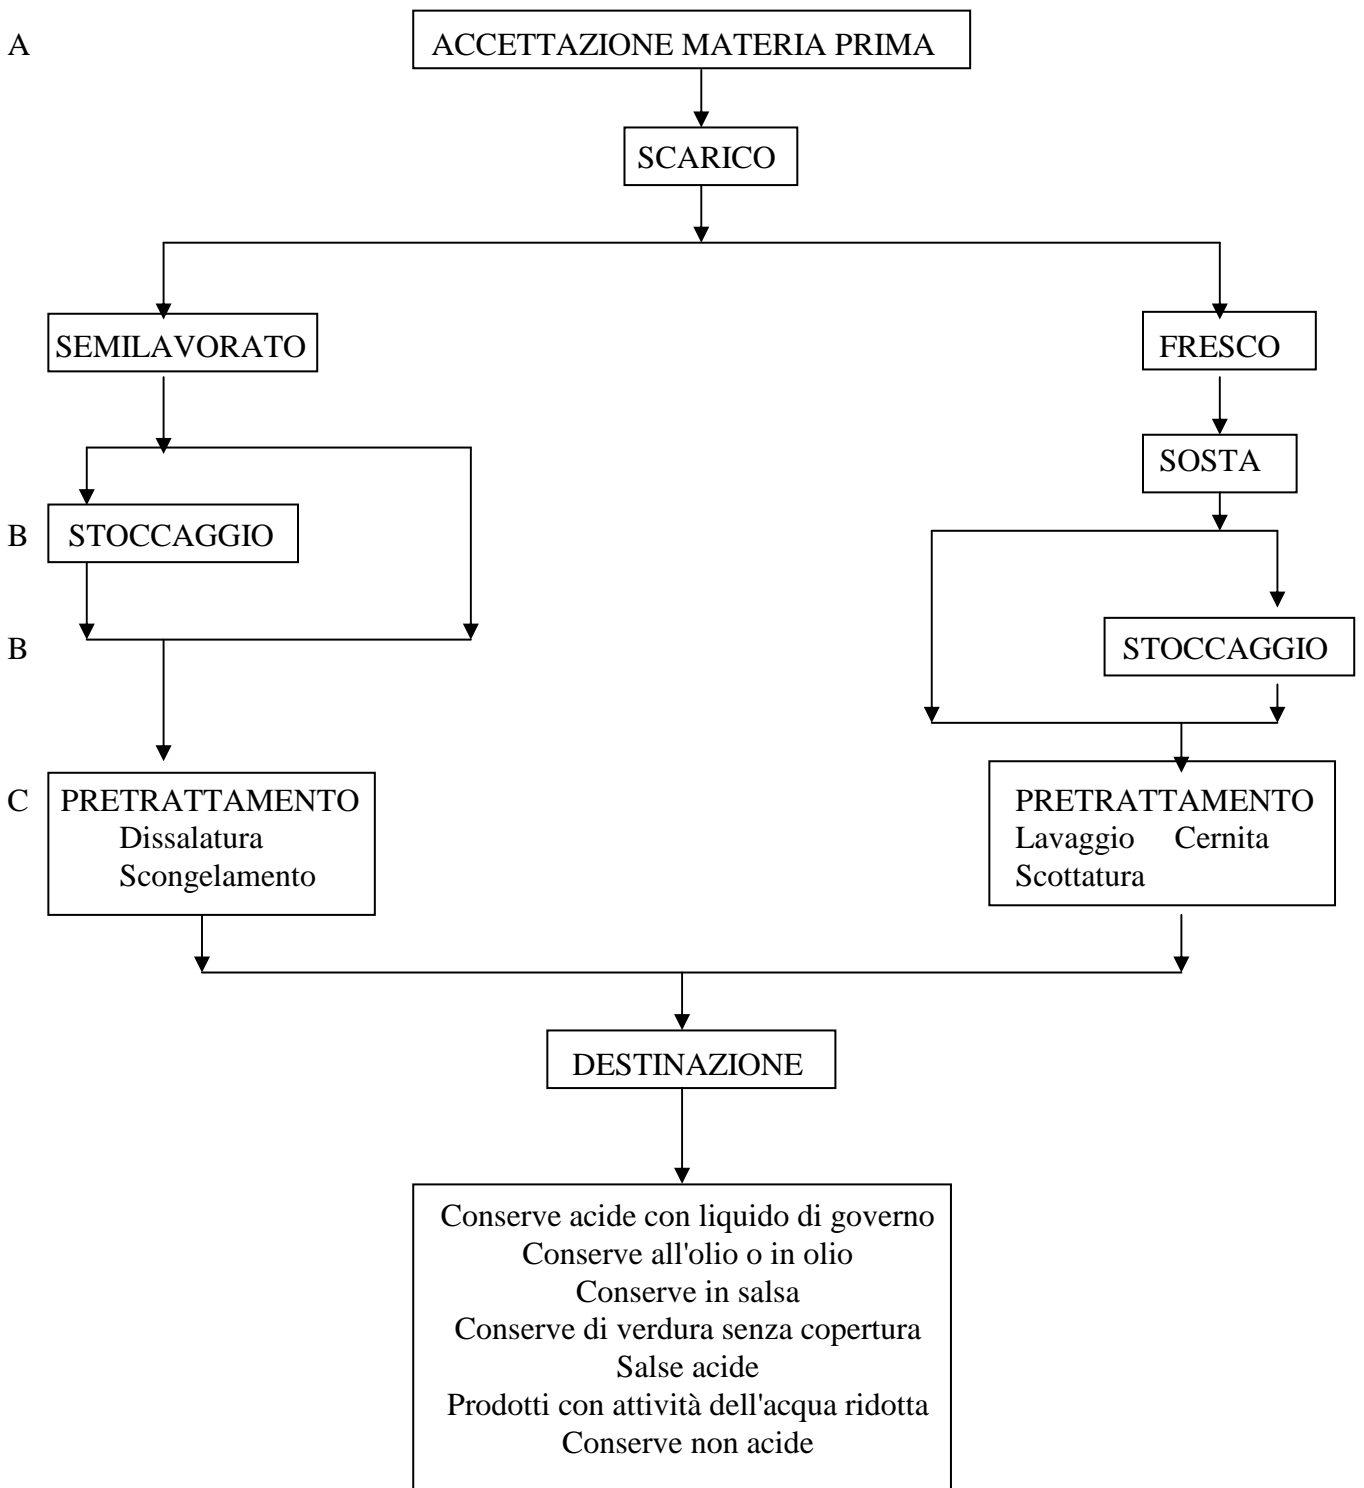 A
ACCETTAZIONE MATERIA PRIMA
SCARICO
SEMILAVORATO
FRESCO
SOSTA
B
STOCCAGGIO
B
STOCCAGGIO
C
PRETRATTAMENTO
Dissalatura
Scongelamento
PRETRATTAMENTO
Lavaggio Cernita
Scottatura
DESTINAZIONE
Conserve acide con liquido di governo
Conserve all'olio o in olio
Conserve in salsa
Conserve di verdura senza copertura
Salse acide
Prodotti con attività dell'acqua ridotta
Conserve non acide